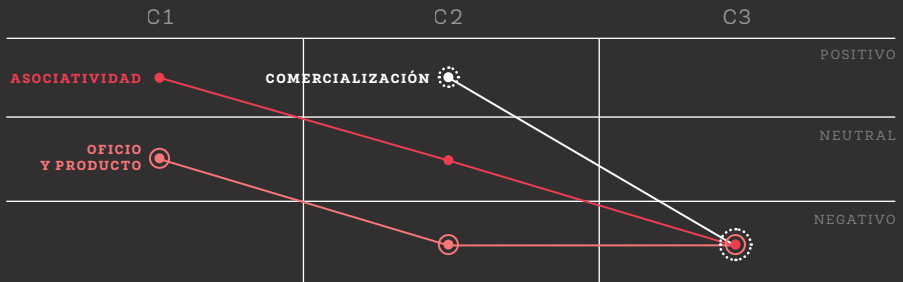 C1 C2 C3
POSITIVO
ASOCIATIVIDAD COMERCIALIZACIÓN
NEUTRAL
OFICIO
Y PRODUCTO
NEGATIVO